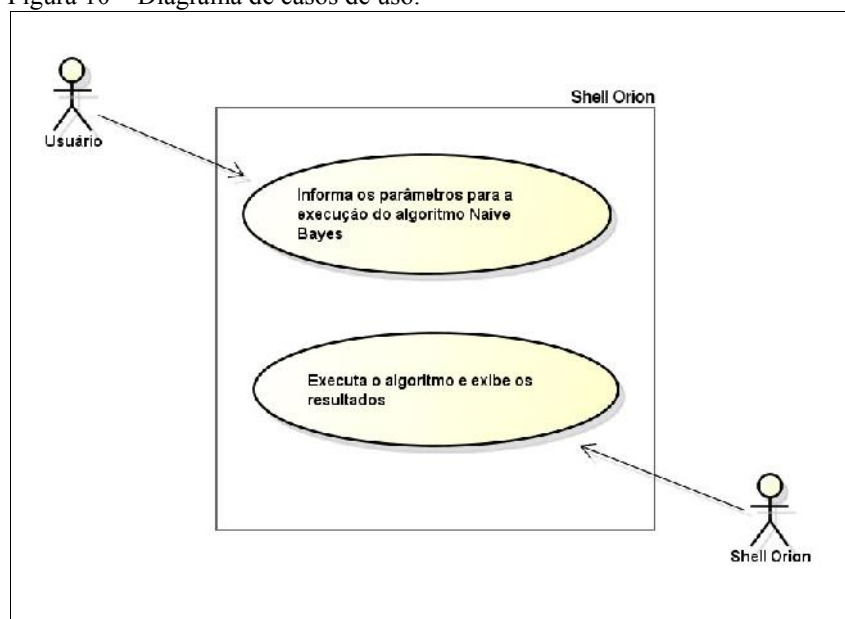 Figura 10 – Diagrama de casos de uso.
Shell Orion
Usuário
Informa os parâmetros para a
execução do algoritmo Naive
Bayes
Executa o algoritmo e exibe os
resultados
Shell Orion